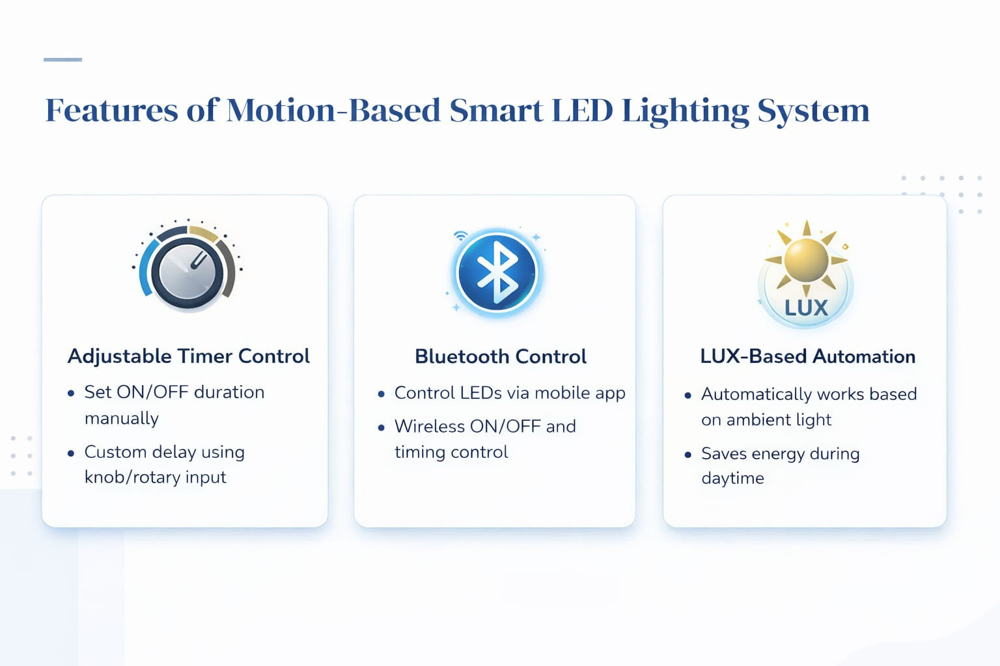 Features of Motion-Based Smart LED Lighting System
Adjustable Timer Control
• Set ON/OFF duration
manually
• Custom delay using
knob/rotary input
Bluetooth Control
• Control LEDs via mobile app
• Wireless ON/OFF and
timing control
LUX
LUX-Based Automation
• Automatically works based
on ambient light
• Saves energy during
daytime